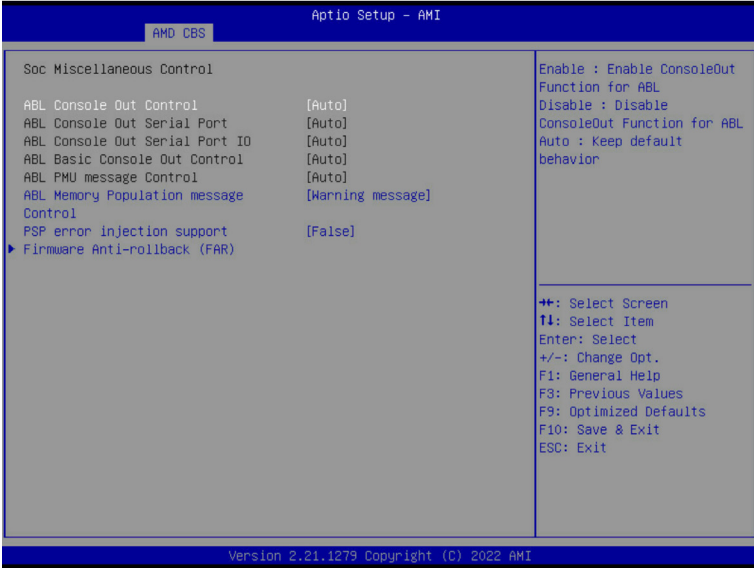 Aptio Setup – AMI
AMD CBS
Soc Miscellaneous Control
ABL Console Out Control [Auto]
ABL Console Out Serial Port [Auto]
ABL Console Out Serial Port IO [Auto]
ABL Basic Console Out Control [Auto]
ABL PMU message Control [Auto]
ABL Memory Population message [Warning message]
Control
PSP error injection support [False]
Firmware Anti-rollback (FAR)
Enable : Enable ConsoleOut
Function for ABL
Disable : Disable
ConsoleOut Function for ABL
Auto : Keep default
behavior
→←: Select Screen
↑↓: Select Item
Enter: Select
+/-: Change Opt.
F1: General Help
F3: Previous Values
F9: Optimized Defaults
F10: Save & Exit
ESC: Exit
Version 2.21.1279 Copyright (C) 2022 AMI